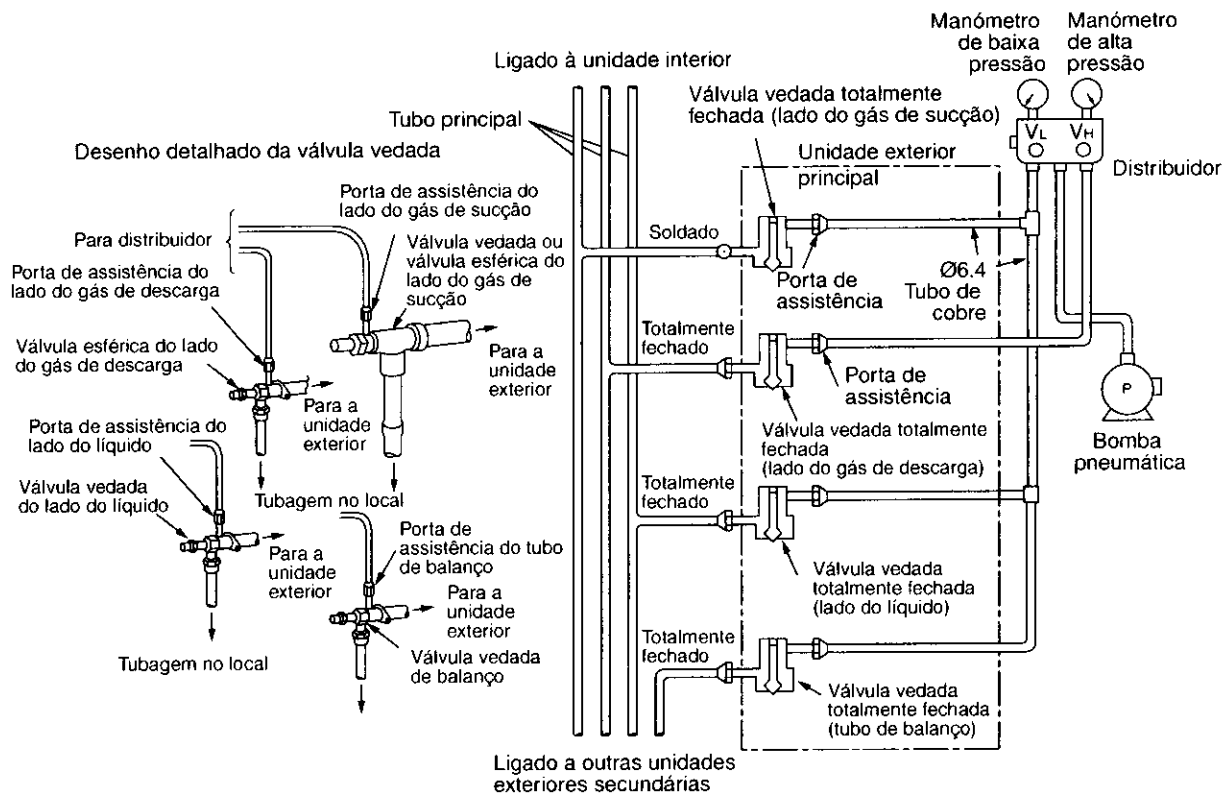 Manómetro
de baixa
pressão
Manómetro
de alta
pressão
Ligado à unidade interior
Válvula vedada totalmente
fechada (lado do gás de sucção)
Tubo principal
VL
VH
Distribuidor
Desenho detalhado da válvula vedada
Unidade exterior
principal
Porta de assistência do
lado do gás de sucção
Para distribuidor
Soldado
Válvula vedada ou
válvula esférica do
lado do gás de
sucção
Porta de assistência do
lado do gás de descarga
Porta de
assistência
Ø6.4
Tubo de
cobre
Totalmente
fechado
Válvula esférica do lado
do gás de descarga
Para a
unidade
exterior
Para a
unidade
exterior
Porta de
assistência
P
Bomba
pneumática
Porta de assistência do
lado do líquido
Válvula vedada totalmente
fechada
(lado do gás de descarga)
Válvula vedada
do lado do líquido
Tubagem no local
Totalmente
fechado
Porta de
assistência do tubo
de balanço
Para a
unidade
exterior
Válvula vedada
totalmente fechada
(lado do líquido)
Para a
unidade
exterior
Totalmente
fechado
Tubagem no local
Válvula vedada
de balanço
Válvula vedada
totalmente fechada
(tubo de balanço)
Ligado a outras unidades
exteriores secundárias